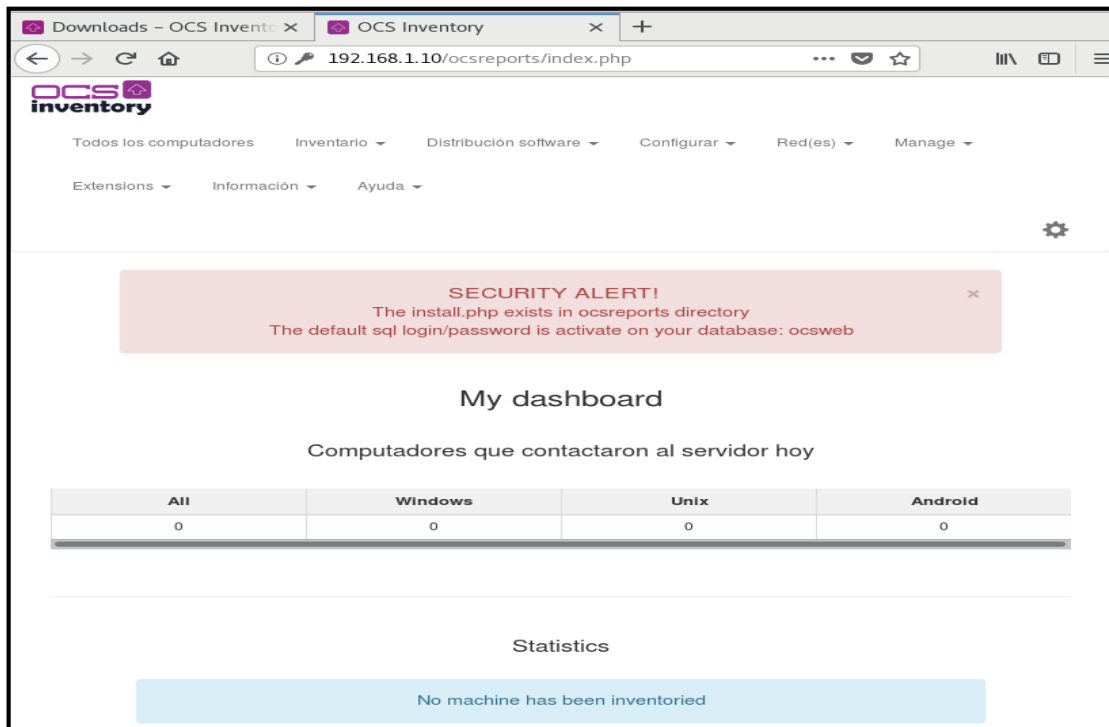 Downloads – OCS Invento
OCS Inventory
192.168.1.10/ocsreports/index.php
OCS
inventory
Todos los computadores Inventario Distribución software Configurar Red(es) Manage
Extensions Información Ayuda
SECURITY ALERT!
The install.php exists in ocsreports directory
The default sql login/password is activate on your database: ocsweb
My dashboard
Computadores que contactaron al servidor hoy
All Windows Unix Android
0 0 0 0
Statistics
No machine has been inventoried